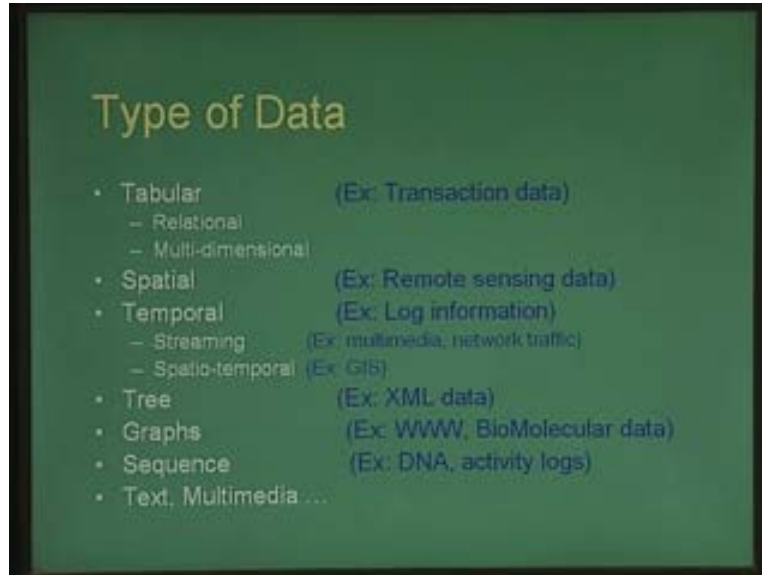 Type of Data
• Tabular (Ex: Transaction data)
– Relational
– Multi-dimensional
• Spatial (Ex: Remote sensing data)
• Temporal (Ex: Log information)
– Streaming (Ex: multimedia, network traffic)
– Spatio-temporal (Ex: GIS)
• Tree (Ex: XML data)
• Graphs (Ex: WWW, BioMolecular data)
• Sequence (Ex: DNA, activity logs)
• Text, Multimedia ...